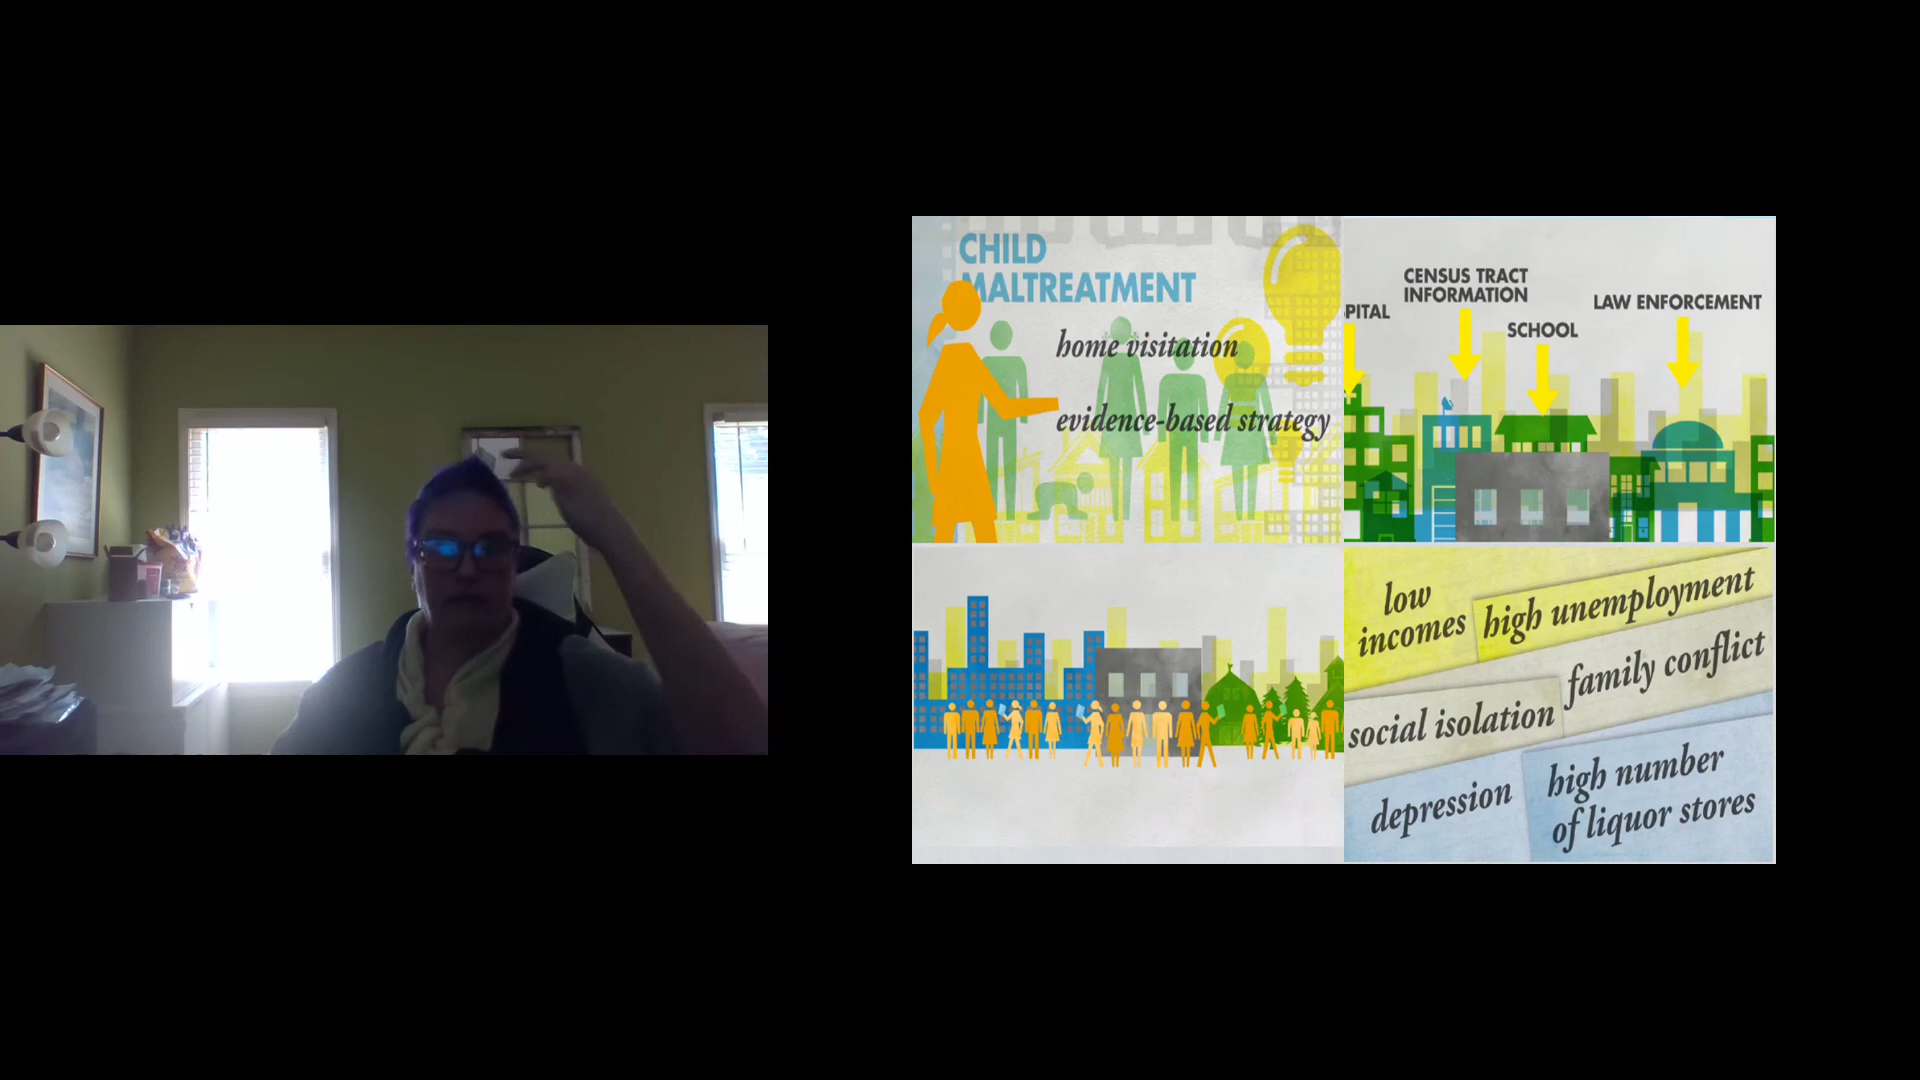 CHILD
MALTREATMENT
home visitation
evidence-based strategy
PITAL
CENSUS TRACT
INFORMATION
SCHOOL
LAW ENFORCEMENT
low
incomes
high unemployment
family conflict
social isolation
depression
high number
of liquor stores